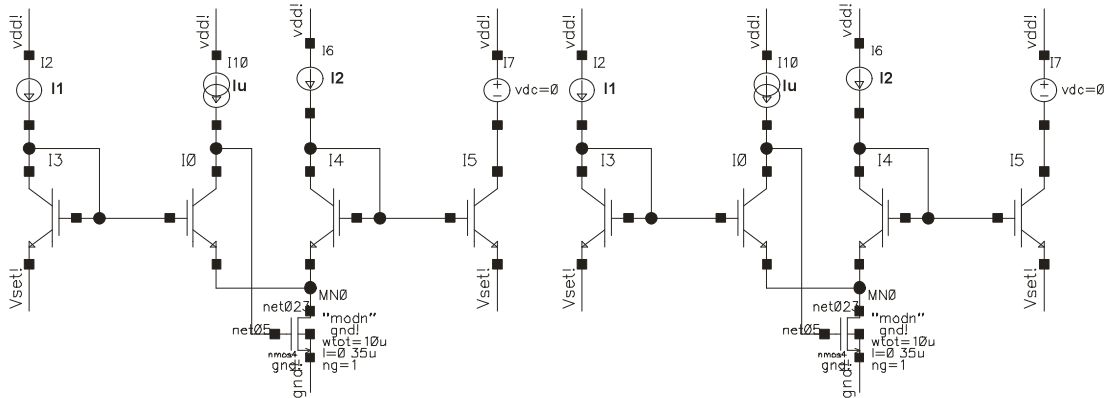 vdd! vdd! vdd! vdd! vdd! vdd! vdd! vdd!
I2 I10 I6 I7 I2 I10 I6 I7
I1 Iu I2 vdc=0 I1 Iu I2 vdc=0
I3 I0 I4 I5 I3 I0 I4 I5
Vset! Vset! Vset! Vset!
MN0 MN0
net023 net023
"modn" "modn"
net05 gnd! net05 gnd!
wtot=10u wtot=10u
nmos4 l=0 35u nmos4 l=0 35u
gnd! ng=1 gnd! ng=1
gnd! gnd!